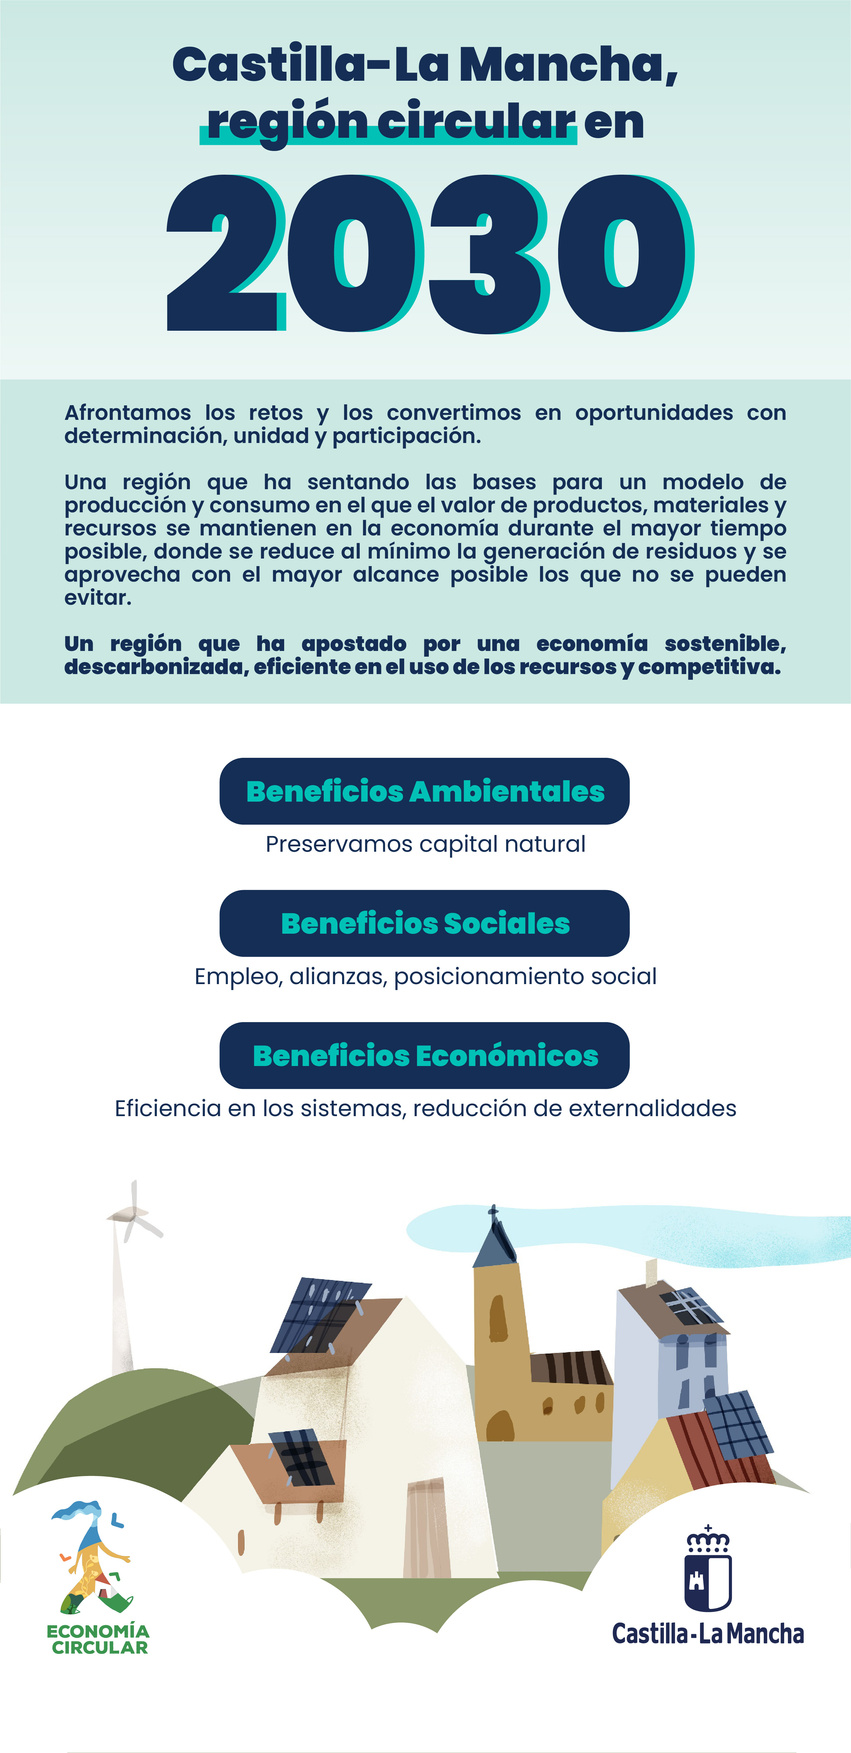 Castilla-La Mancha,
región circular en
2030
Afrontamos los retos y los convertimos en oportunidades con
determinación, unidad y participación.
Una región que ha sentando las bases para un modelo de
producción y consumo en el que el valor de productos, materiales y
recursos se mantienen en la economía durante el mayor tiempo
posible, donde se reduce al mínimo la generación de residuos y se
aprovecha con el mayor alcance posible los que no se pueden
evitar.
Un región que ha apostado por una economía sostenible,
descarbonizada, eficiente en el uso de los recursos y competitiva.
Beneficios Ambientales
Preservamos capital natural
Beneficios Sociales
Empleo, alianzas, posicionamiento social
Beneficios Económicos
Eficiencia en los sistemas, reducción de externalidades
ECONOMÍA
CIRCULAR
Castilla-La Mancha